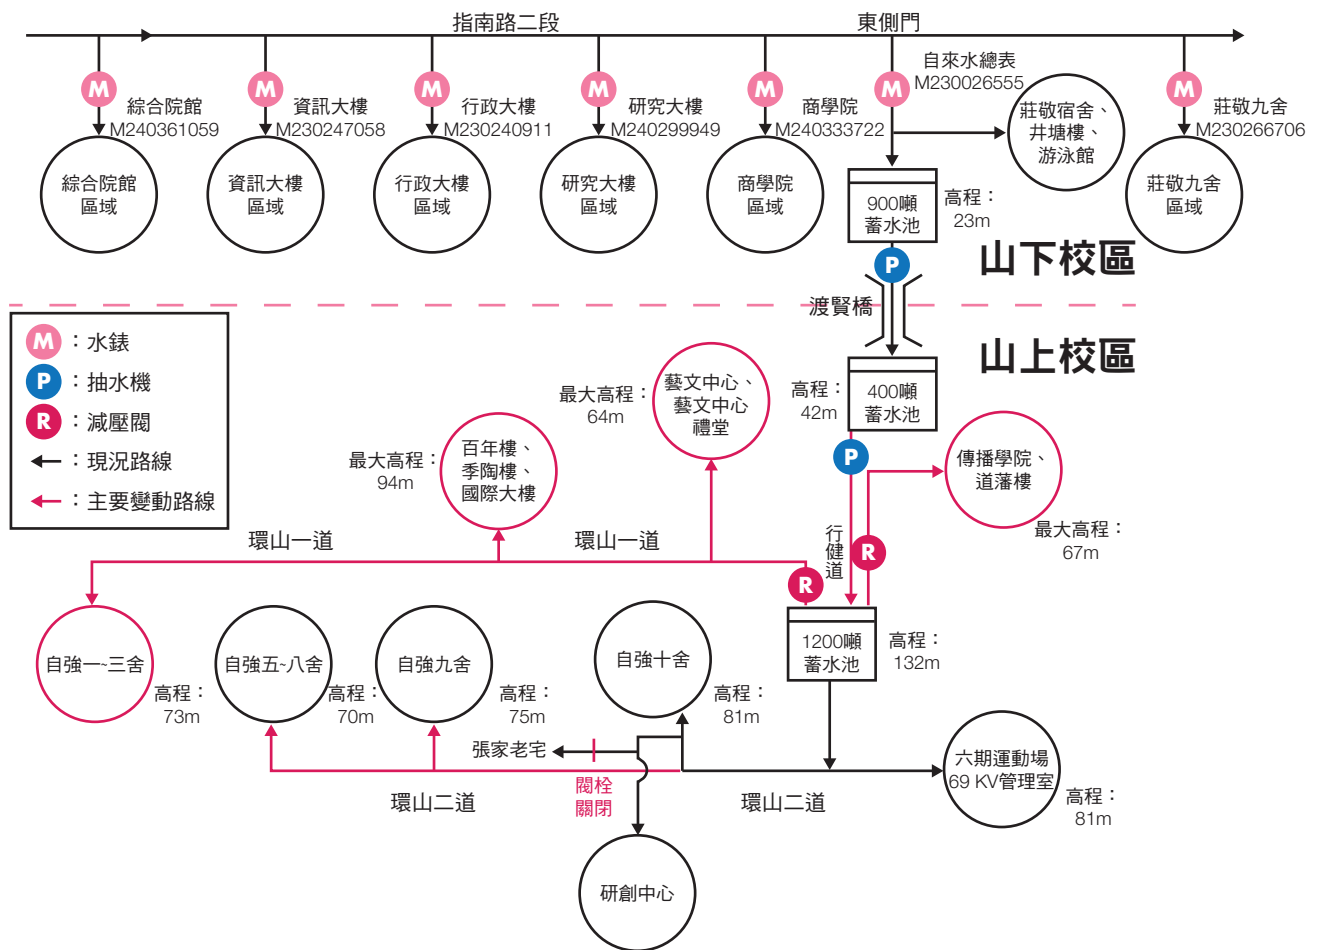 指南路二段
東側門
M
綜合院館
M240361059
M
資訊大樓
M230247058
M
行政大樓
M230240911
M
研究大樓
M240299949
M
商學院
M240333722
M
自來水總表
M230026555
M
莊敬九舍
M230266706
綜合院館
區域
資訊大樓
區域
行政大樓
區域
研究大樓
區域
商學院
區域
莊敬宿舍、
井塘樓、
游泳館
莊敬九舍
區域
900噸
蓄水池
高程：
23m
P
山下校區
渡賢橋
山上校區
M：水錶
P：抽水機
R：減壓閥
：現況路線
：主要變動路線
400噸
蓄水池
高程：
42m
最大高程：
64m
藝文中心、
藝文中心
禮堂
最大高程：
94m
百年樓、
季陶樓、
國際大樓
P
行健道
R
傳播學院、
道藩樓
最大高程：
67m
環山一道
環山一道
R
1200噸
蓄水池
高程：
132m
自強一~三舍
高程：
73m
自強五~八舍
高程：
70m
自強九舍
高程：
75m
自強十舍
高程：
81m
張家老宅
閥栓
關閉
環山二道
環山二道
六期運動場
69 KV管理室
高程：
81m
研創中心